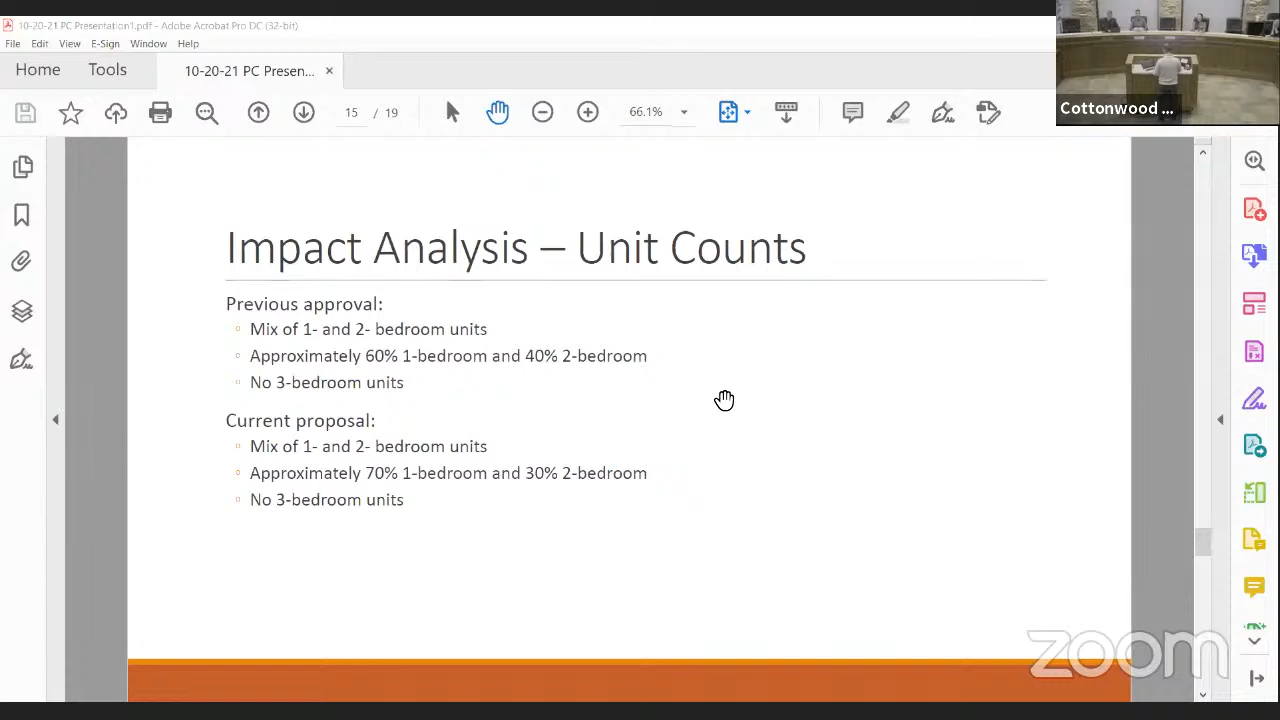 10-20-21 PC Presentation1.pdf - Adobe Acrobat Pro DC (32-bit)
File Edit View E-Sign Window Help
Home Tools 10-20-21 PC Presen... ×
15 / 19 66.1%
Cottonwood ...
Impact Analysis – Unit Counts
Previous approval:
Mix of 1- and 2- bedroom units
Approximately 60% 1-bedroom and 40% 2-bedroom
No 3-bedroom units
Current proposal:
Mix of 1- and 2- bedroom units
Approximately 70% 1-bedroom and 30% 2-bedroom
No 3-bedroom units
zoom